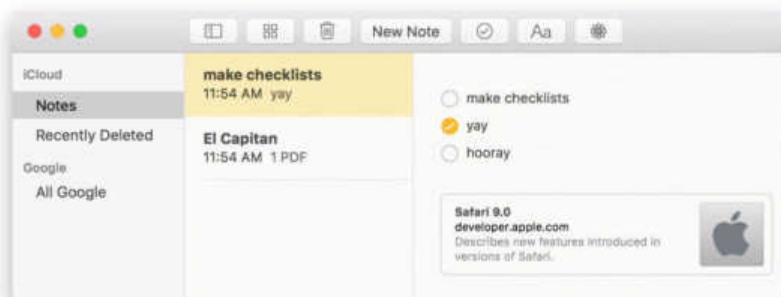 New Note
Aa
iCloud
Notes
Recently Deleted
Google
All Google
make checklists
11:54 AM yay
El Capitan
11:54 AM 1 PDF
make checklists
yay
hooray
Safari 9.0
developer.apple.com
Describes new features introduced in
versions of Safari.